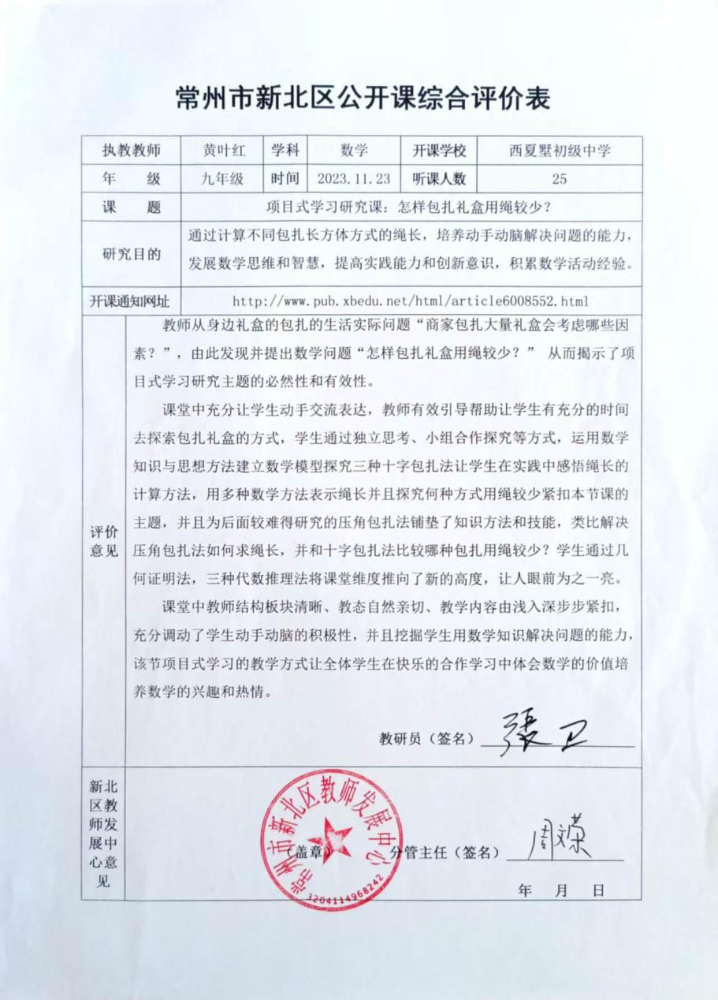 常州市新北区公开课综合评价表
执教教师 黄叶红 学科 数学 开课学校 西夏墅初级中学
年 级 九年级 时间 2023.11.23 听课人数 25
课 题 项目式学习研究课：怎样包扎礼盒用绳较少？
研究目的
通过计算不同包扎长方体方式的绳长，培养动手动脑解决问题的能力，
发展数学思维和智慧，提高实践能力和创新意识，积累数学活动经验。
开课通知网址 http://www.pub.xbedu.net/html/article6008552.html
评价
意见
教师从身边礼盒的包扎的生活实际问题“商家包扎大量礼盒会考虑哪些因
素？”，由此发现并提出数学问题“怎样包扎礼盒用绳较少？” 从而揭示了项
目式学习研究主题的必然性和有效性。
课堂中充分让学生动手交流表达，教师有效引导帮助让学生有充分的时间
去探索包扎礼盒的方式，学生通过独立思考、小组合作探究等方式，运用数学
知识与思想方法建立数学模型探究三种十字包扎法让学生在实践中感悟绳长的
计算方法，用多种数学方法表示绳长并且探究何种方式用绳较少紧扣本节课的
主题，并且为后面较难得研究的压角包扎法铺垫了知识方法和技能，类比解决
压角包扎法如何求绳长，并和十字包扎法比较哪种包扎用绳较少？学生通过几
何证明法，三种代数推理法将课堂维度推向了新的高度，让人眼前为之一亮。
课堂中教师结构板块清晰、教态自然亲切、教学内容由浅入深步步紧扣，
充分调动了学生动手动脑的积极性，并且挖掘学生用数学知识解决问题的能力，
该节项目式学习的教学方式让全体学生在快乐的合作学习中体会数学的价值培
养数学的兴趣和热情。
教研员（签名） 張卫
新北
区教
师发
展中
心意
见
常州市新北区教师发展中心
（盖章） 分管主任（签名） 周文荣
3204114968242
年 月 日